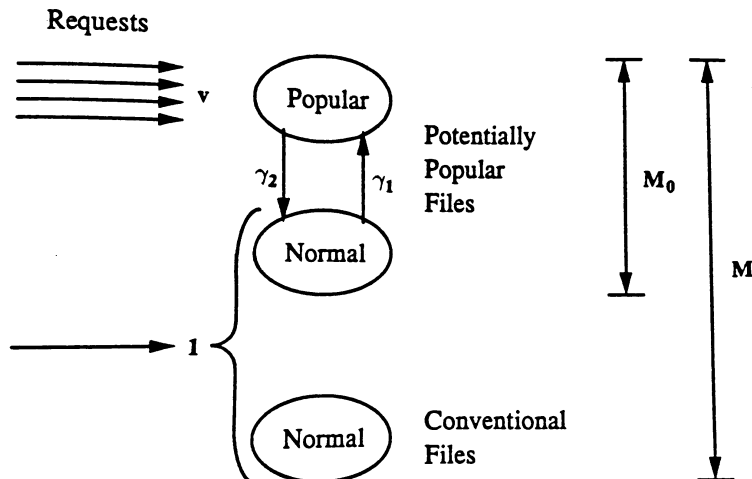 Requests
v
Popular
γ2
γ1
Potentially
Popular
Files
M0
Normal
M
1
Normal
Conventional
Files